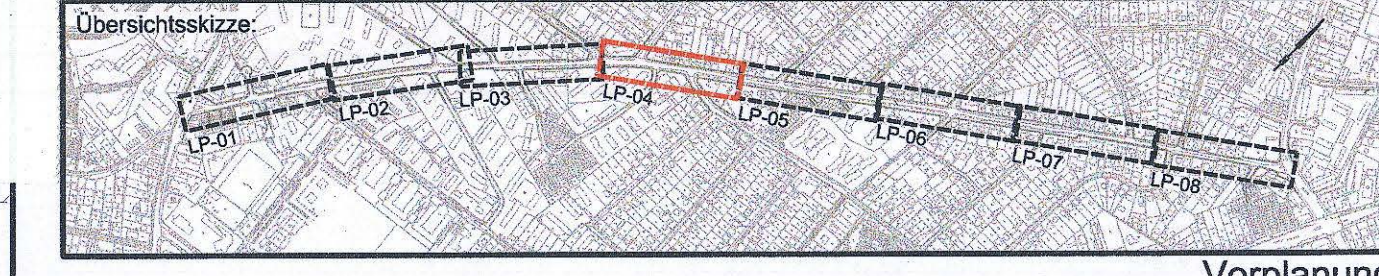 Übersichtsskizze:
LP-01
LP-02
LP-03
LP-04
LP-05
LP-06
LP-07
LP-08
Vorplanung